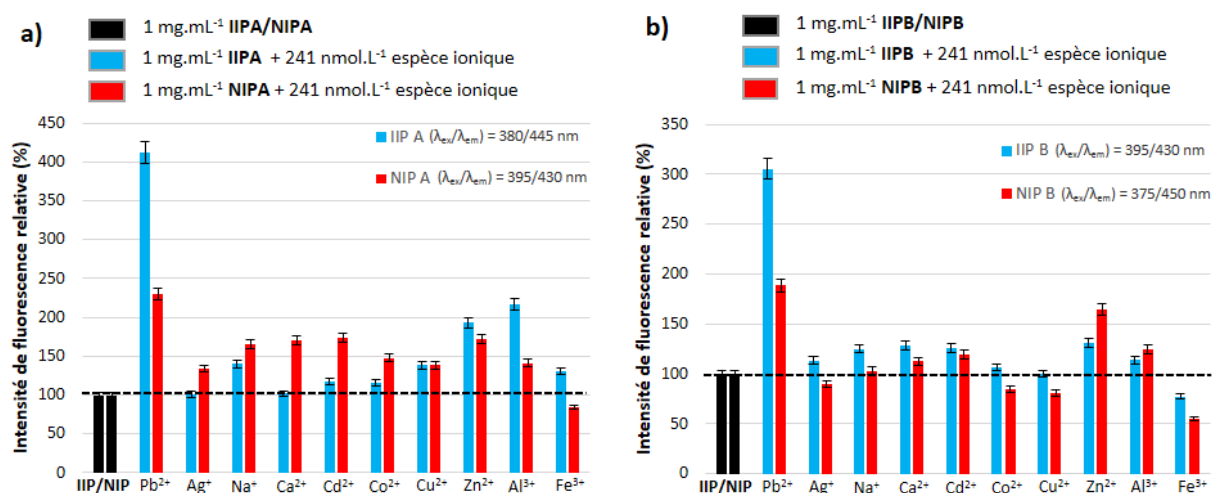 a)
1 mg.mL⁻¹ IIPA/NIPA
1 mg.mL⁻¹ IIPA + 241 nmol.L⁻¹ espèce ionique
1 mg.mL⁻¹ NIPA + 241 nmol.L⁻¹ espèce ionique
Intensité de fluorescence relative (%)
450
400
350
300
250
200
150
100
50
0
IIP A (λex/λem) = 380/445 nm
NIP A (λex/λem) = 395/430 nm
IIP/NIP Pb²⁺ Ag⁺ Na⁺ Ca²⁺ Cd²⁺ Co²⁺ Cu²⁺ Zn²⁺ Al³⁺ Fe³⁺
b)
1 mg.mL⁻¹ IIPB/NIPB
1 mg.mL⁻¹ IIPB + 241 nmol.L⁻¹ espèce ionique
1 mg.mL⁻¹ NIPB + 241 nmol.L⁻¹ espèce ionique
Intensité de fluorescence relative (%)
350
300
250
200
150
100
50
0
IIP B (λex/λem) = 395/430 nm
NIP B (λex/λem) = 375/450 nm
IIP/NIP Pb²⁺ Ag⁺ Na⁺ Ca²⁺ Cd²⁺ Co²⁺ Cu²⁺ Zn²⁺ Al³⁺ Fe³⁺